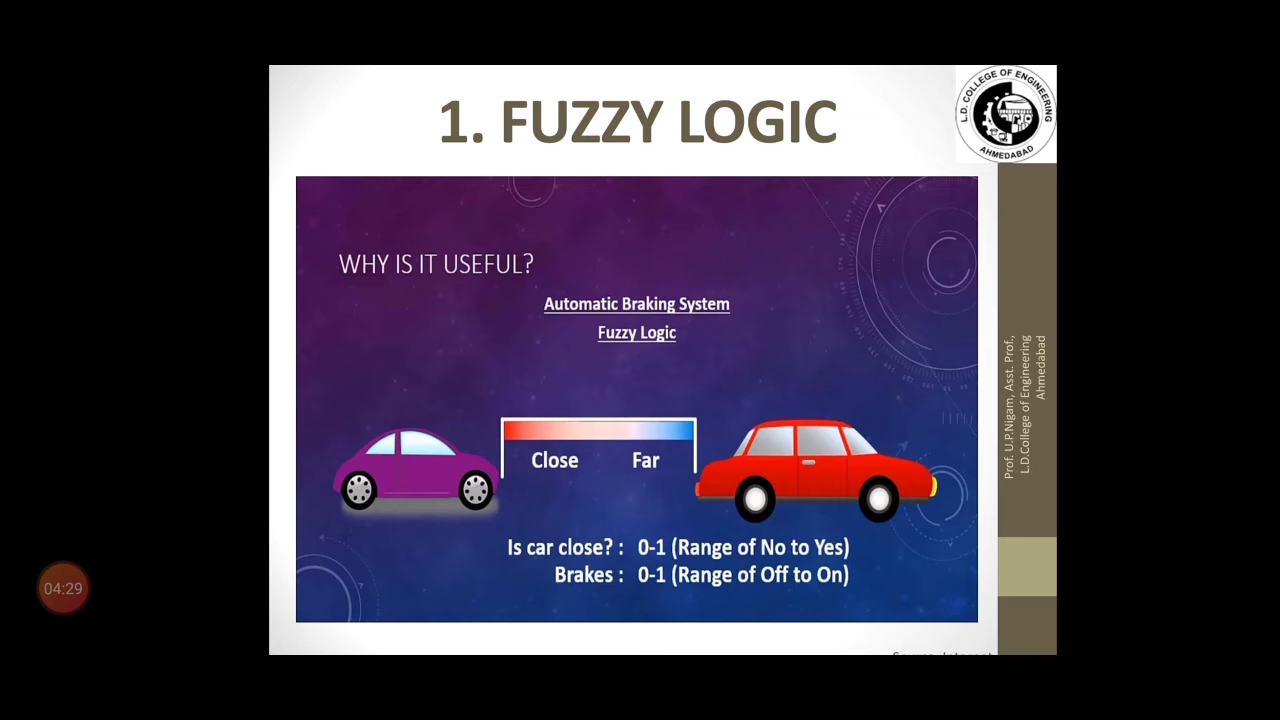 1. FUZZY LOGIC
L.D. COLLEGE OF ENGINEERING
AHMEDABAD
WHY IS IT USEFUL?
Automatic Braking System
Fuzzy Logic
Close Far
Is car close? : 0-1 (Range of No to Yes)
Brakes : 0-1 (Range of Off to On)
Prof. U.P.Nigam, Asst. Prof.,
L.D.College of Engineering
Ahmedabad
04:29